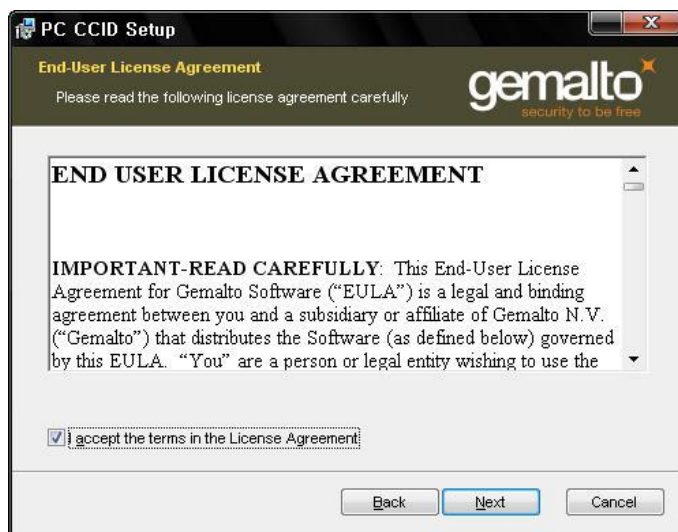 PC CCID Setup
End-User License Agreement
Please read the following license agreement carefully
gemalto
security to be free
END USER LICENSE AGREEMENT
IMPORTANT-READ CAREFULLY: This End-User License
Agreement for Gemalto Software (“EULA”) is a legal and binding
agreement between you and a subsidiary or affiliate of Gemalto N.V.
(“Gemalto”) that distributes the Software (as defined below) governed
by this EULA. “You” are a person or legal entity wishing to use the
I accept the terms in the License Agreement
Back Next Cancel